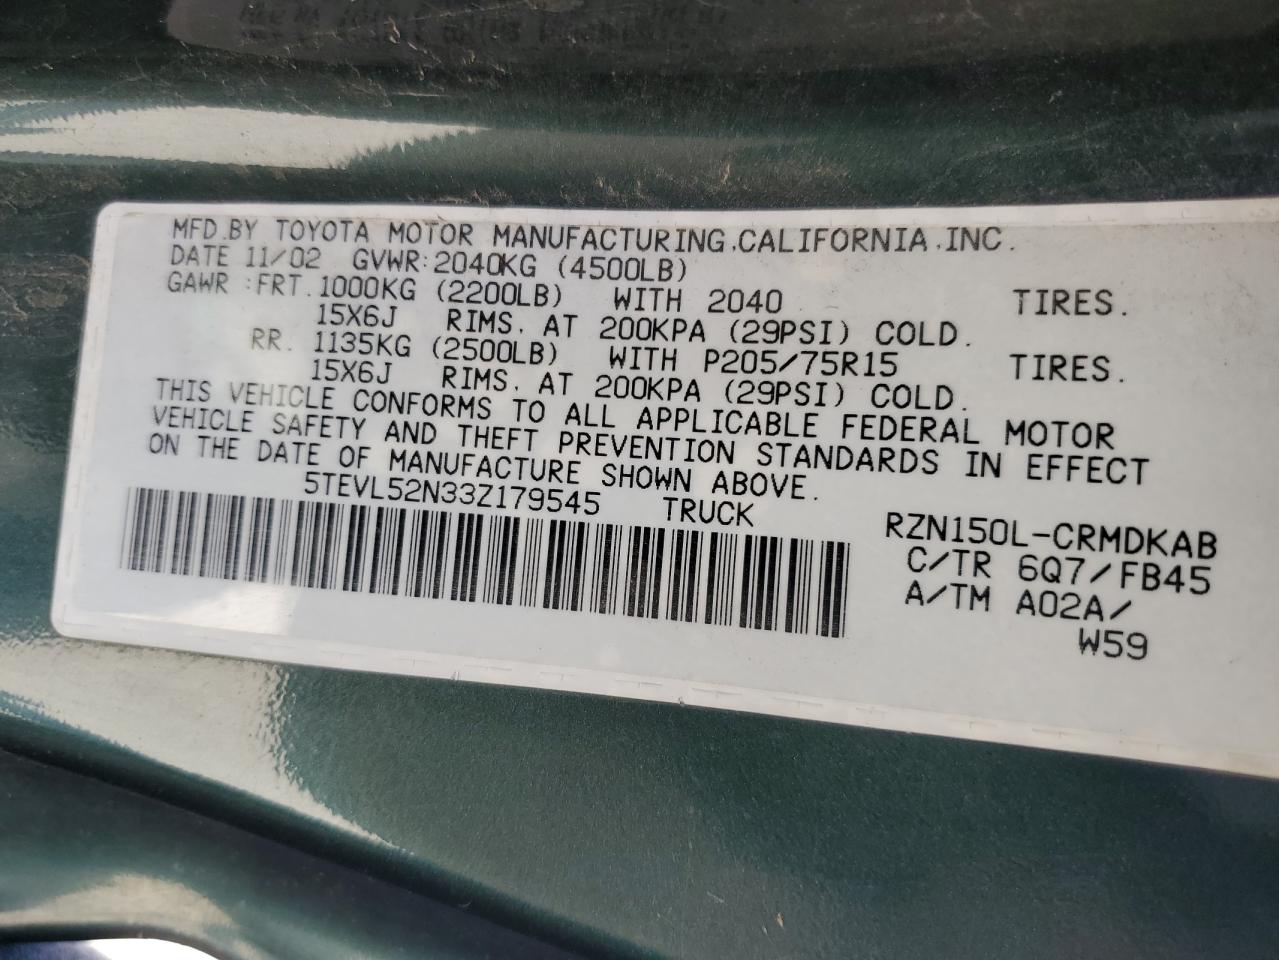 MFD.BY TOYOTA MOTOR MANUFACTURING,CALIFORNIA,INC.
DATE 11/02 GVWR:2040KG (4500LB)
GAWR :FRT.1000KG (2200LB) WITH 2040 TIRES.
15X6J RIMS. AT 200KPA (29PSI) COLD.
RR. 1135KG (2500LB) WITH P205/75R15 TIRES.
15X6J RIMS. AT 200KPA (29PSI) COLD.
THIS VEHICLE CONFORMS TO ALL APPLICABLE FEDERAL MOTOR
VEHICLE SAFETY AND THEFT PREVENTION STANDARDS IN EFFECT
ON THE DATE OF MANUFACTURE SHOWN ABOVE.
5TEVL52N33Z179545 TRUCK
RZN150L-CRMDKAB
C/TR 6Q7/FB45
A/TM A02A/
W59